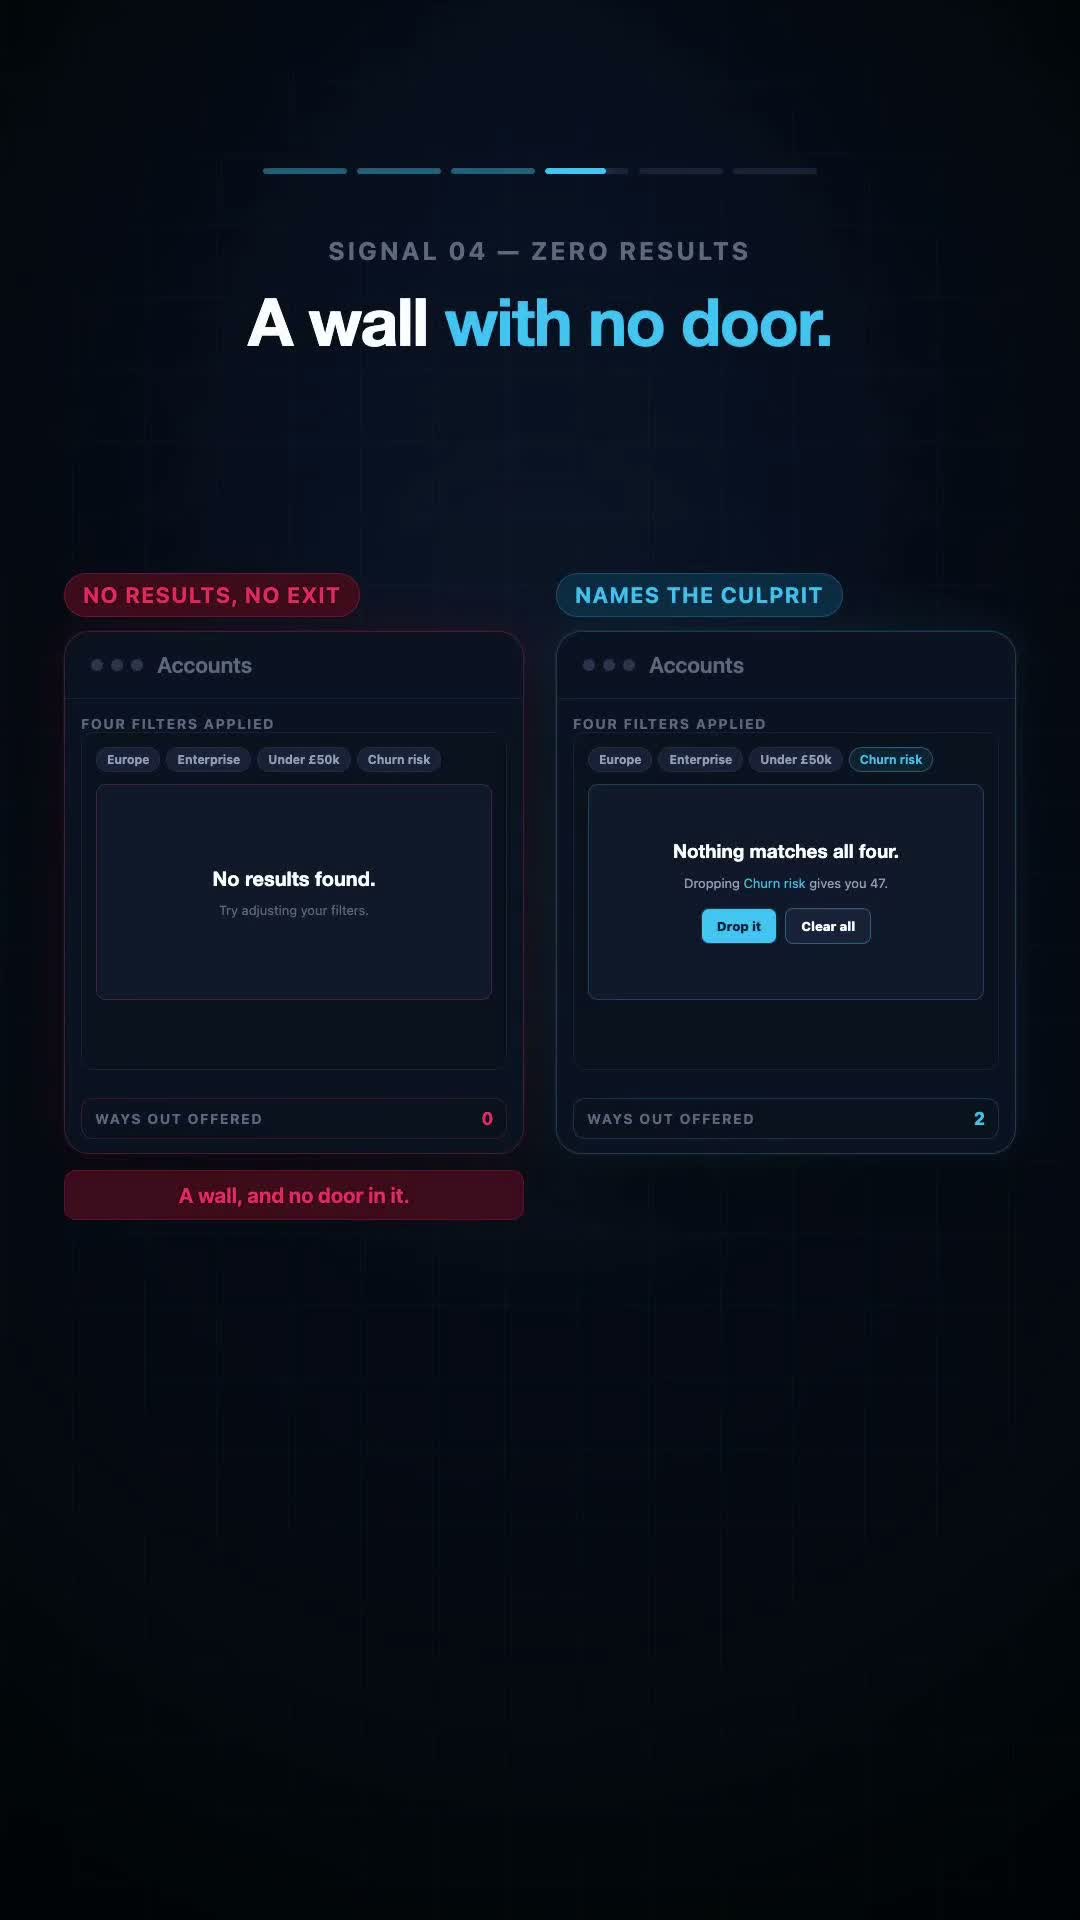 SIGNAL 04 — ZERO RESULTS
A wall with no door.
NO RESULTS, NO EXIT
Accounts
FOUR FILTERS APPLIED
Europe Enterprise Under £50k Churn risk
No results found.
Try adjusting your filters.
WAYS OUT OFFERED 0
A wall, and no door in it.
NAMES THE CULPRIT
Accounts
FOUR FILTERS APPLIED
Europe Enterprise Under £50k Churn risk
Nothing matches all four.
Dropping Churn risk gives you 47.
Drop it Clear all
WAYS OUT OFFERED 2